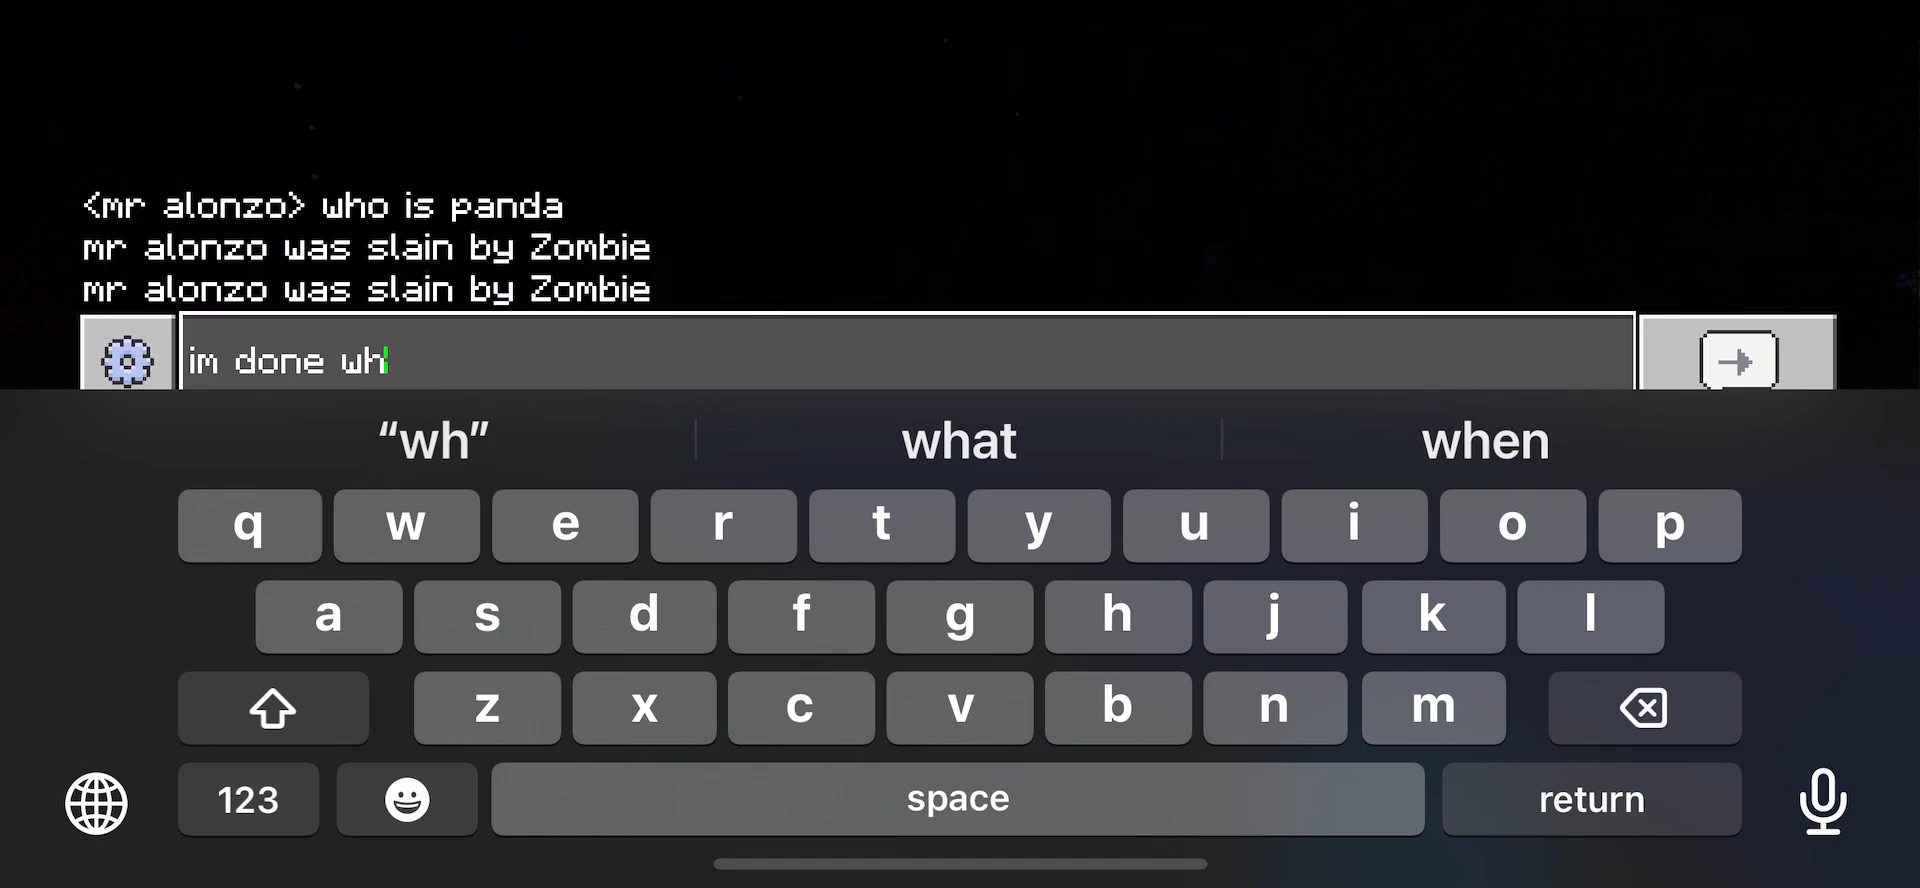 <mr alonzo> who is panda
mr alonzo was slain by Zombie
mr alonzo was slain by Zombie
im done wh
“wh” what when
q w e r t y u i o p
a s d f g h j k l
z x c v b n m
123 space return